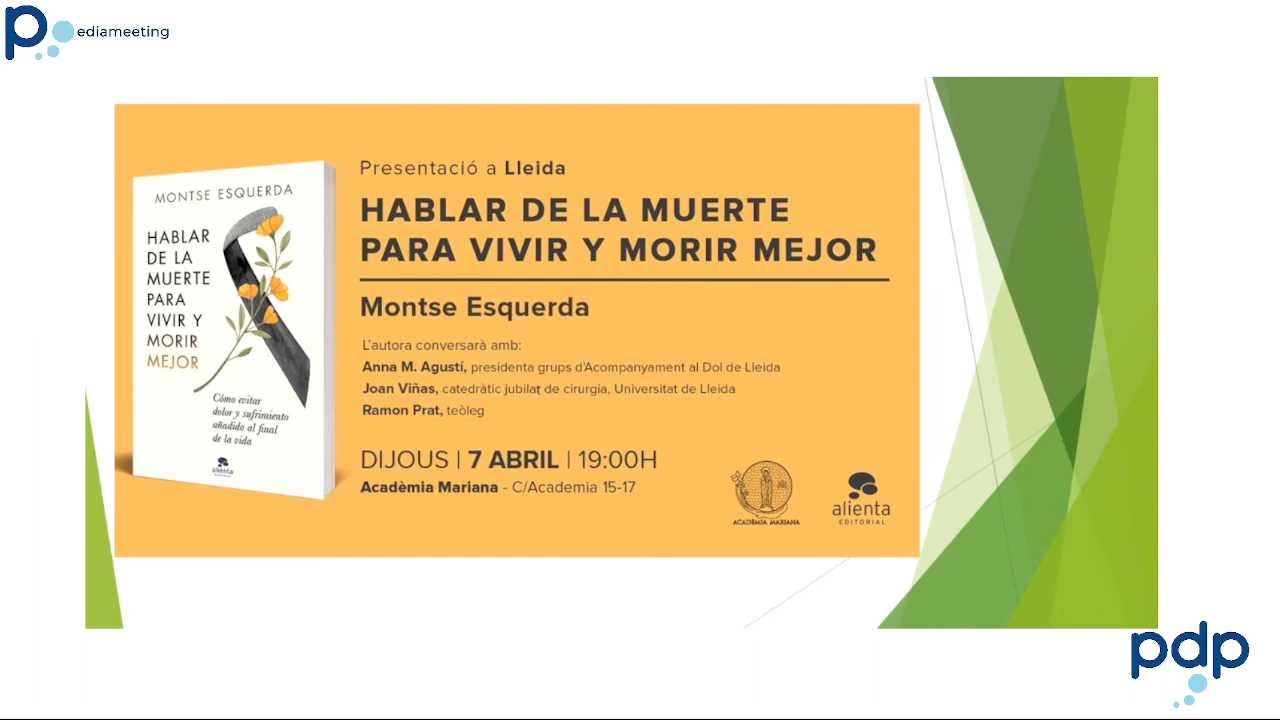 p ediameeting
MONTSE ESQUERDA
HABLAR
DE LA
MUERTE
PARA
VIVIR Y
MORIR
MEJOR
Cómo evitar
dolor y sufrimiento
añadido al final
de la vida
alienta
EDITORIAL
Presentació a Lleida
HABLAR DE LA MUERTE
PARA VIVIR Y MORIR MEJOR
Montse Esquerda
L'autora conversarà amb:
Anna M. Agustí, presidenta grups d'Acompanyament al Dol de Lleida
Joan Viñas, catedràtic jubilat de cirurgia, Universitat de Lleida
Ramon Prat, teòleg
DIJOUS | 7 ABRIL | 19:00H
Acadèmia Mariana - C/Academia 15-17
ACADÈMIA MARIANA
alienta
EDITORIAL
pdp